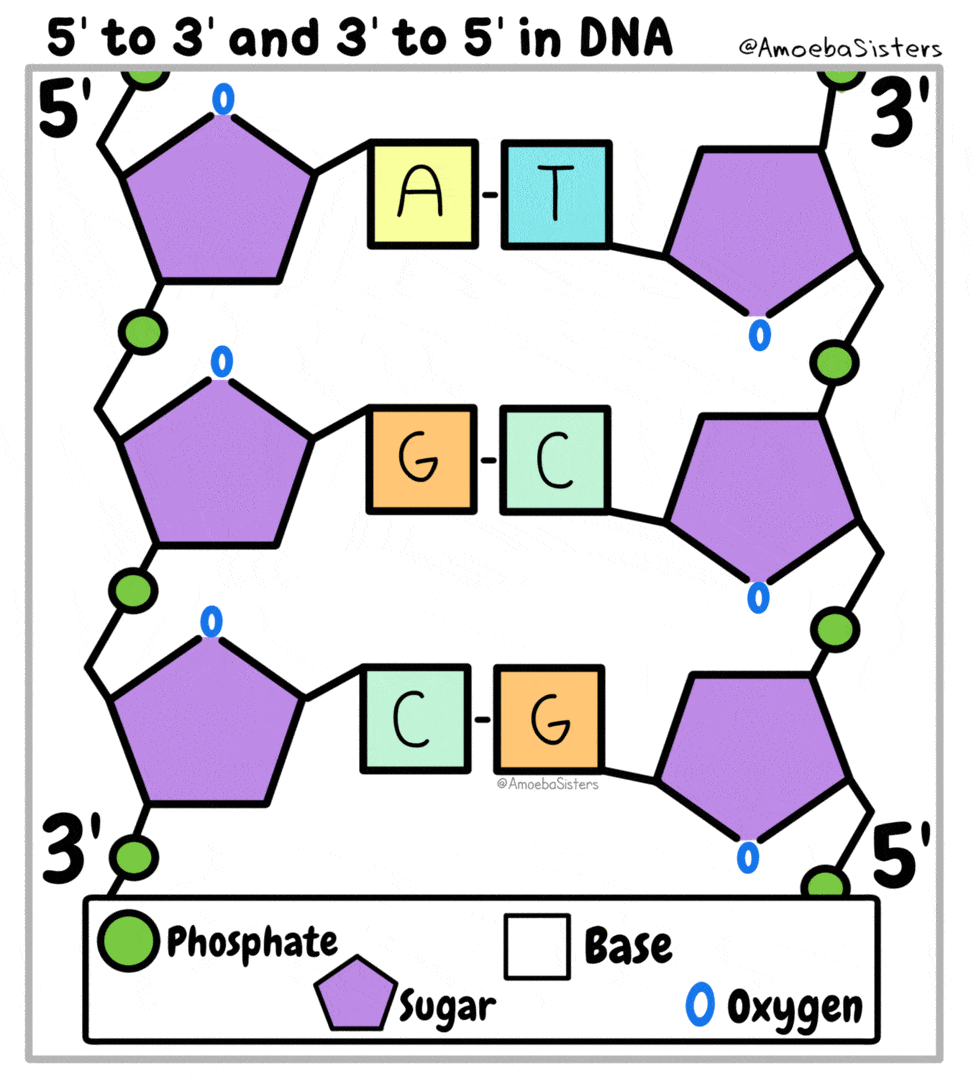 5' to 3' and 3' to 5' in DNA
@AmoebaSisters
5' 3'
O
A - T
O
O
G - C
O
O
C - G
@AmoebaSisters
O
3' 5'
Phosphate Base
Sugar O Oxygen